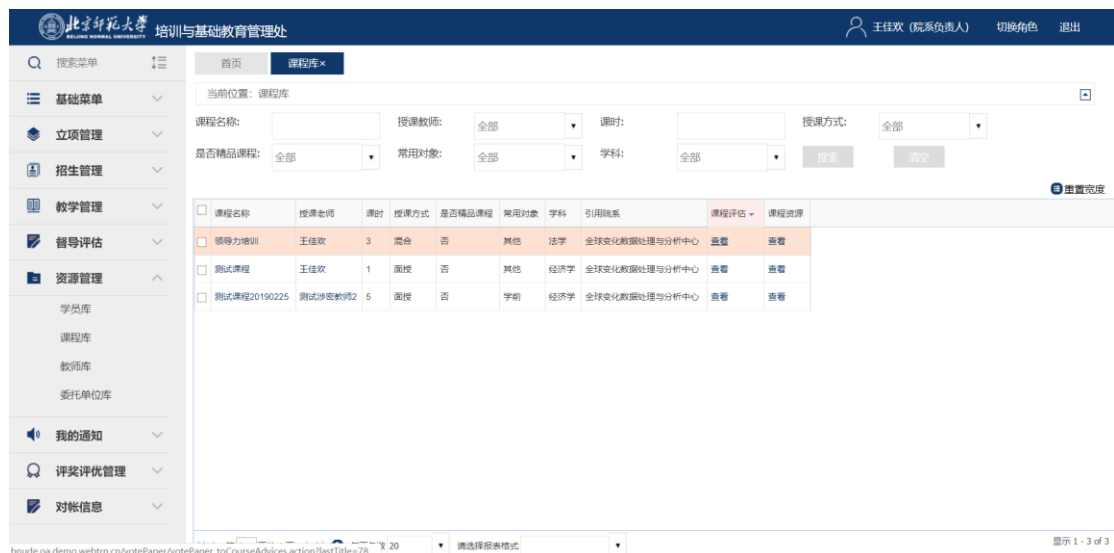 北京师范大学 培训与基础教育管理处 王佳欢 (院系负责人) 切换角色 退出
BEIJING NORMAL UNIVERSITY
搜索菜单
基础菜单
立项管理
招生管理
教学管理
督导评估
资源管理
学员库
课程库
教师库
委托单位库
我的通知
评奖评优管理
对帐信息
首页 课程库×
当前位置: 课程库
课程名称: 授课教师: 全部 课时: 授课方式: 全部
是否精品课程: 全部 常用对象: 全部 学科: 全部 搜索 清空
重置宽度
课程名称 授课老师 课时 授课方式 是否精品课程 常用对象 学科 引用院系 课程评估 课程资源
领导力培训 王佳欢 3 混合 否 其他 法学 全球变化数据处理与分析中心 查看 查看
测试课程 王佳欢 1 面授 否 其他 经济学 全球变化数据处理与分析中心 查看 查看
测试课程20190225 测试涉密教师2 5 面授 否 学前 经济学 全球变化数据处理与分析中心 查看 查看
20 请选择报表格式 显示 1 - 3 of 3
bnude.oa.demo.webtrn.cn/votePaper/votePaper_toCourseAdvices.action?lastTitle=78